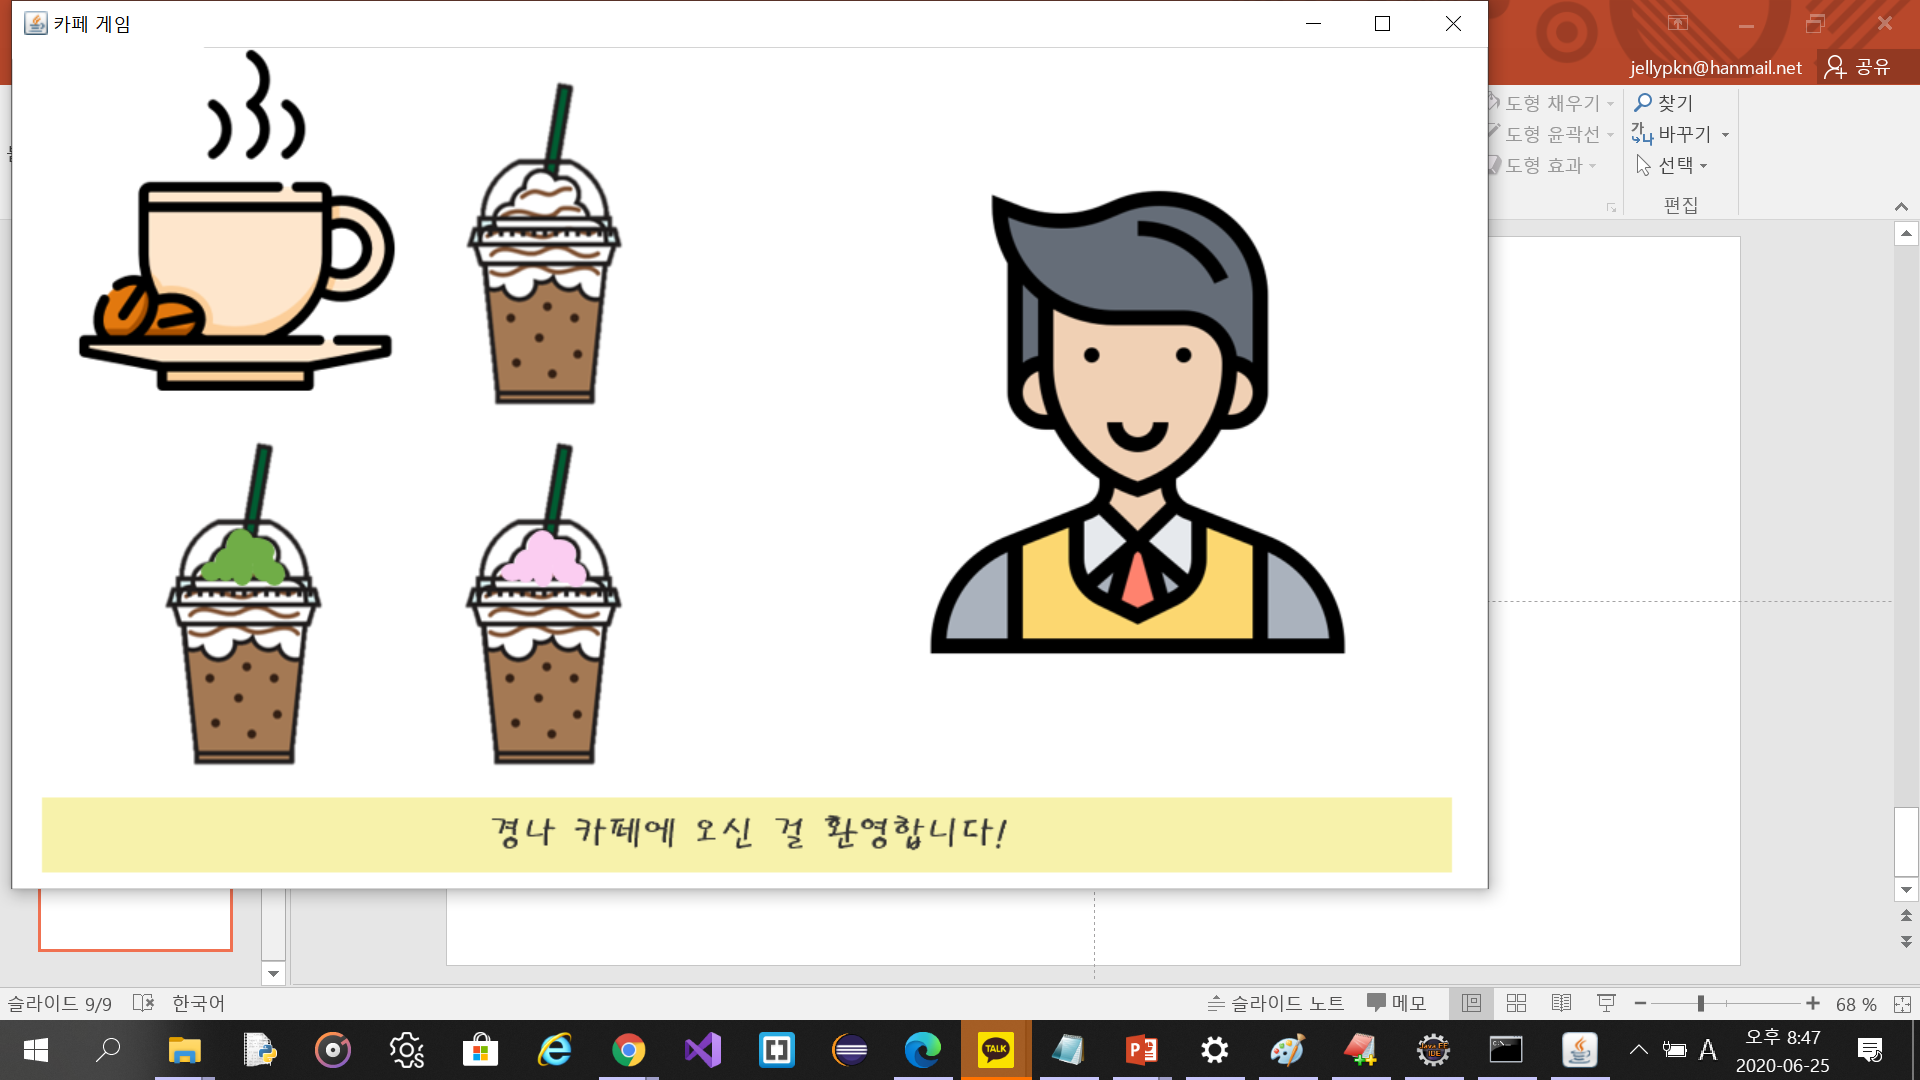 카페 게임
jellypkn@hanmail.net
공유
도형 채우기
찾기
도형 윤곽선
바꾸기
도형 효과
선택
편집
경나 카페에 오신 걸 환영합니다!
슬라이드 9/9
한국어
슬라이드 노트
메모
68 %
TALK
A
오후 8:47
2020-06-25